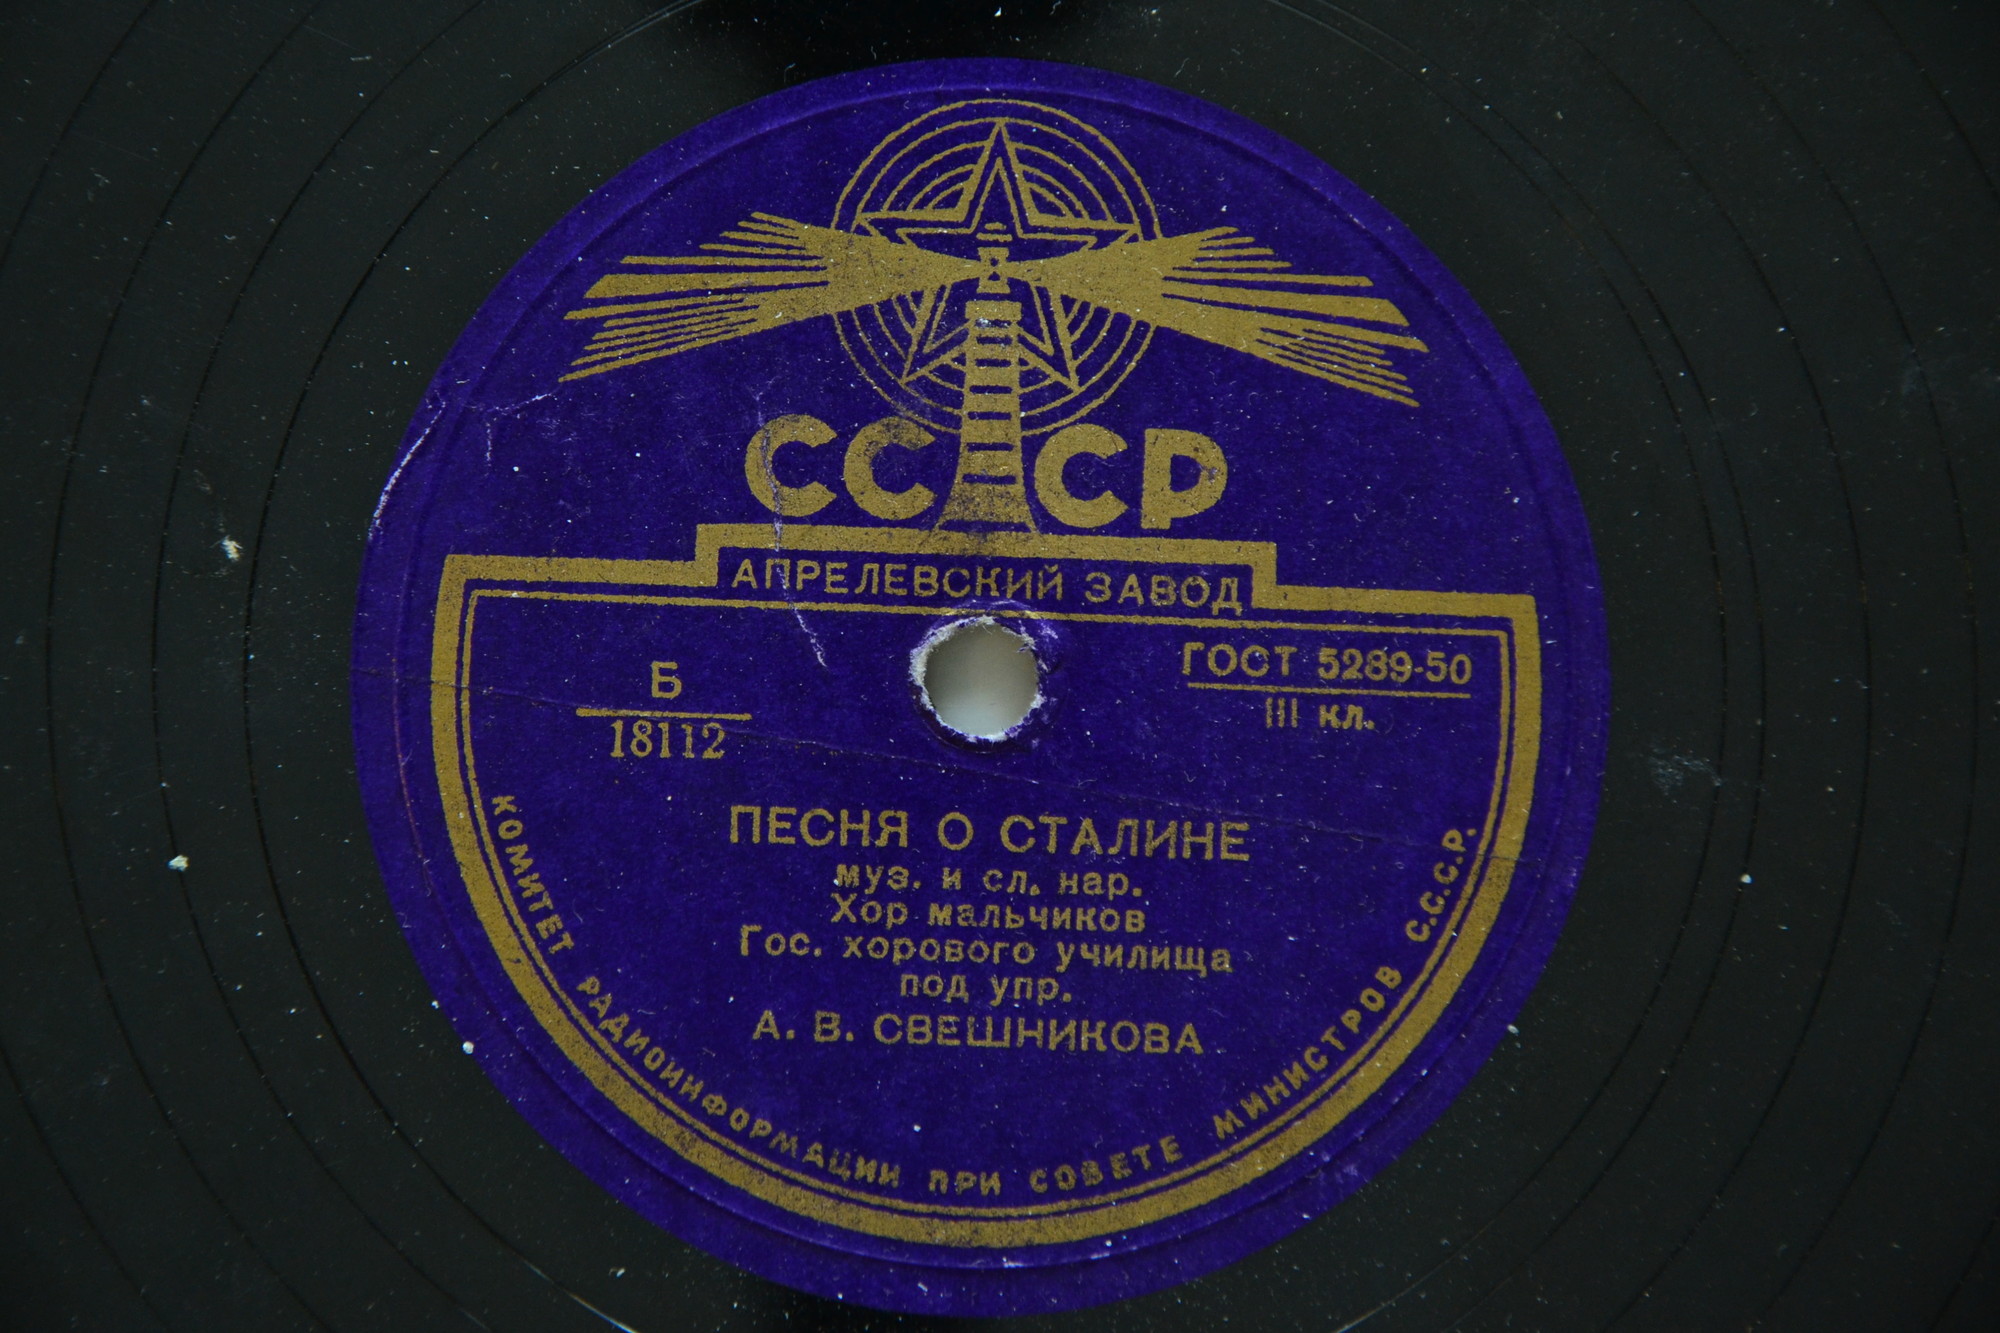 СССР
АПРЕЛЕВСКИЙ ЗАВОД
Б
18112
ГОСТ 5289-50
III кл.
ПЕСНЯ О СТАЛИНЕ
муз. и сл. нар.
Хор мальчиков
Гос. хорового училища
под упр.
А. В. СВЕШНИКОВА
КОМИТЕТ РАДИОИНФОРМАЦИИ ПРИ СОВЕТЕ МИНИСТРОВ С.С.С.Р.